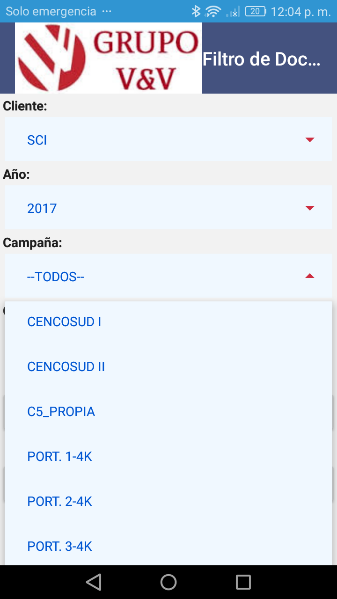 Solo emergencia ...
20
12:04 p. m.
GRUPO
V&V
Filtro de Doc...
Cliente:
SCI
Año:
2017
Campaña:
--TODOS--
CENCOSUD I
CENCOSUD II
C5_PROPIA
PORT. 1-4K
PORT. 2-4K
PORT. 3-4K